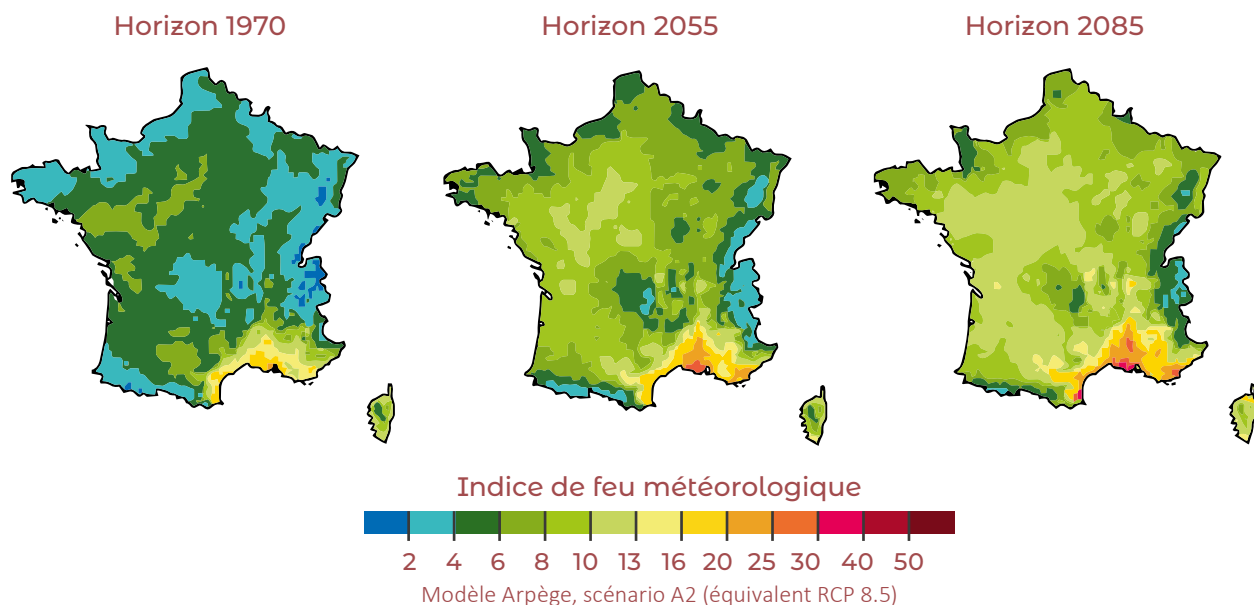 Horizon 1970
Horizon 2055
Horizon 2085
Indice de feu météorologique
2 4 6 8 10 13 16 20 25 30 40 50
Modèle Arpège, scénario A2 (équivalent RCP 8.5)